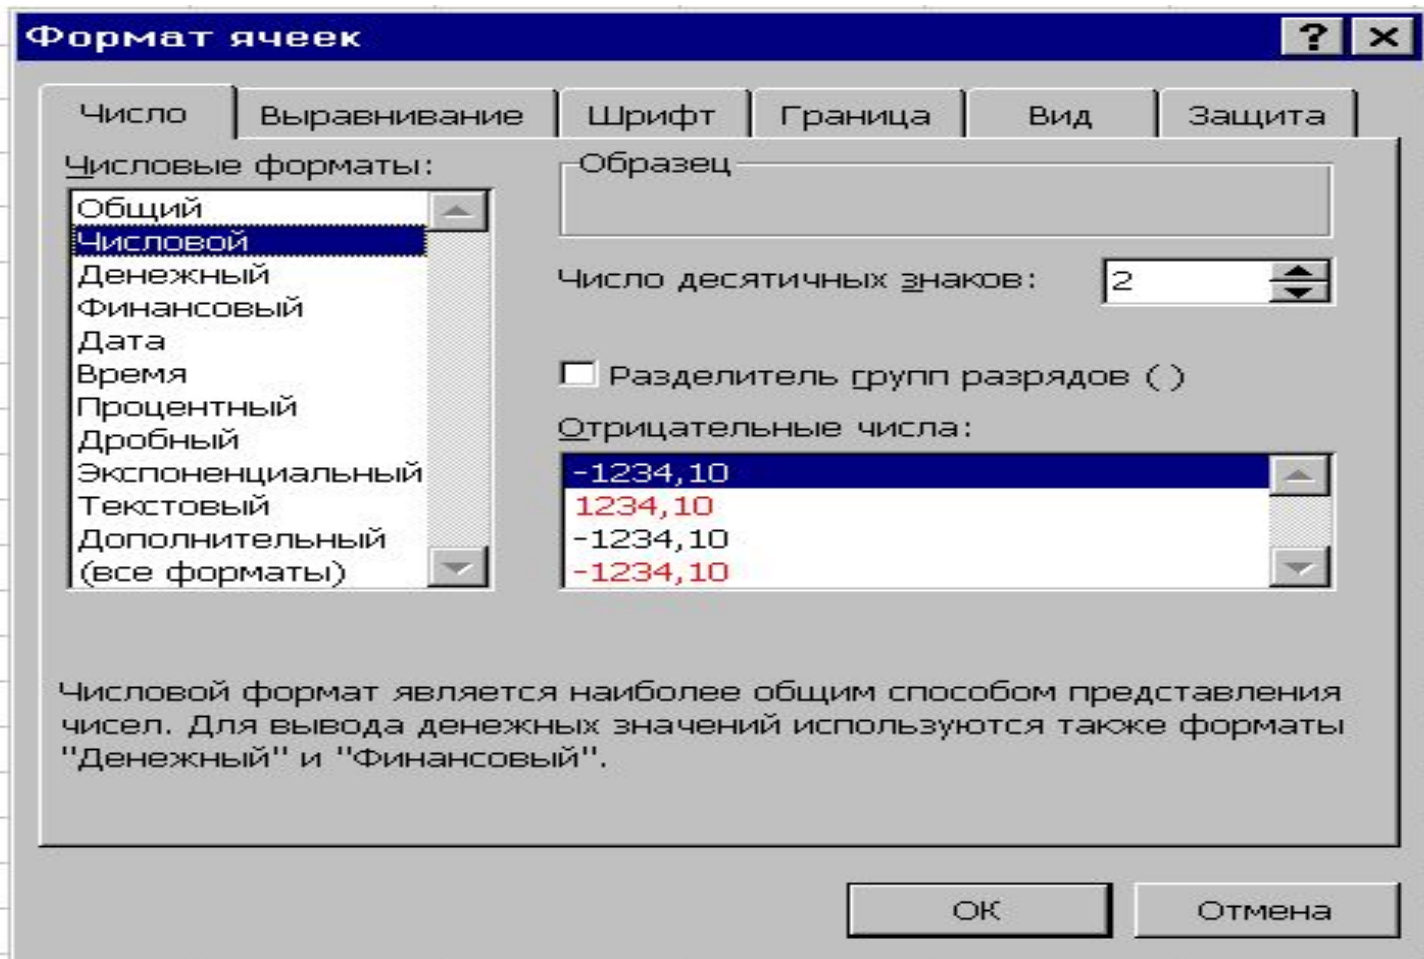 Формат ячеек
Число
Выравнивание
Шрифт
Граница
Вид
Защита
Числовые форматы:
Общий
Числовой
Денежный
Финансовый
Дата
Время
Процентный
Дробный
Экспоненциальный
Текстовый
Дополнительный
(все форматы)
Образец
Число десятичных знаков:
2
Разделитель групп разрядов ( )
Отрицательные числа:
-1234,10
1234,10
-1234,10
-1234,10
Числовой формат является наиболее общим способом представления
чисел. Для вывода денежных значений используются также форматы
"Денежный" и "Финансовый".
ОК
Отмена